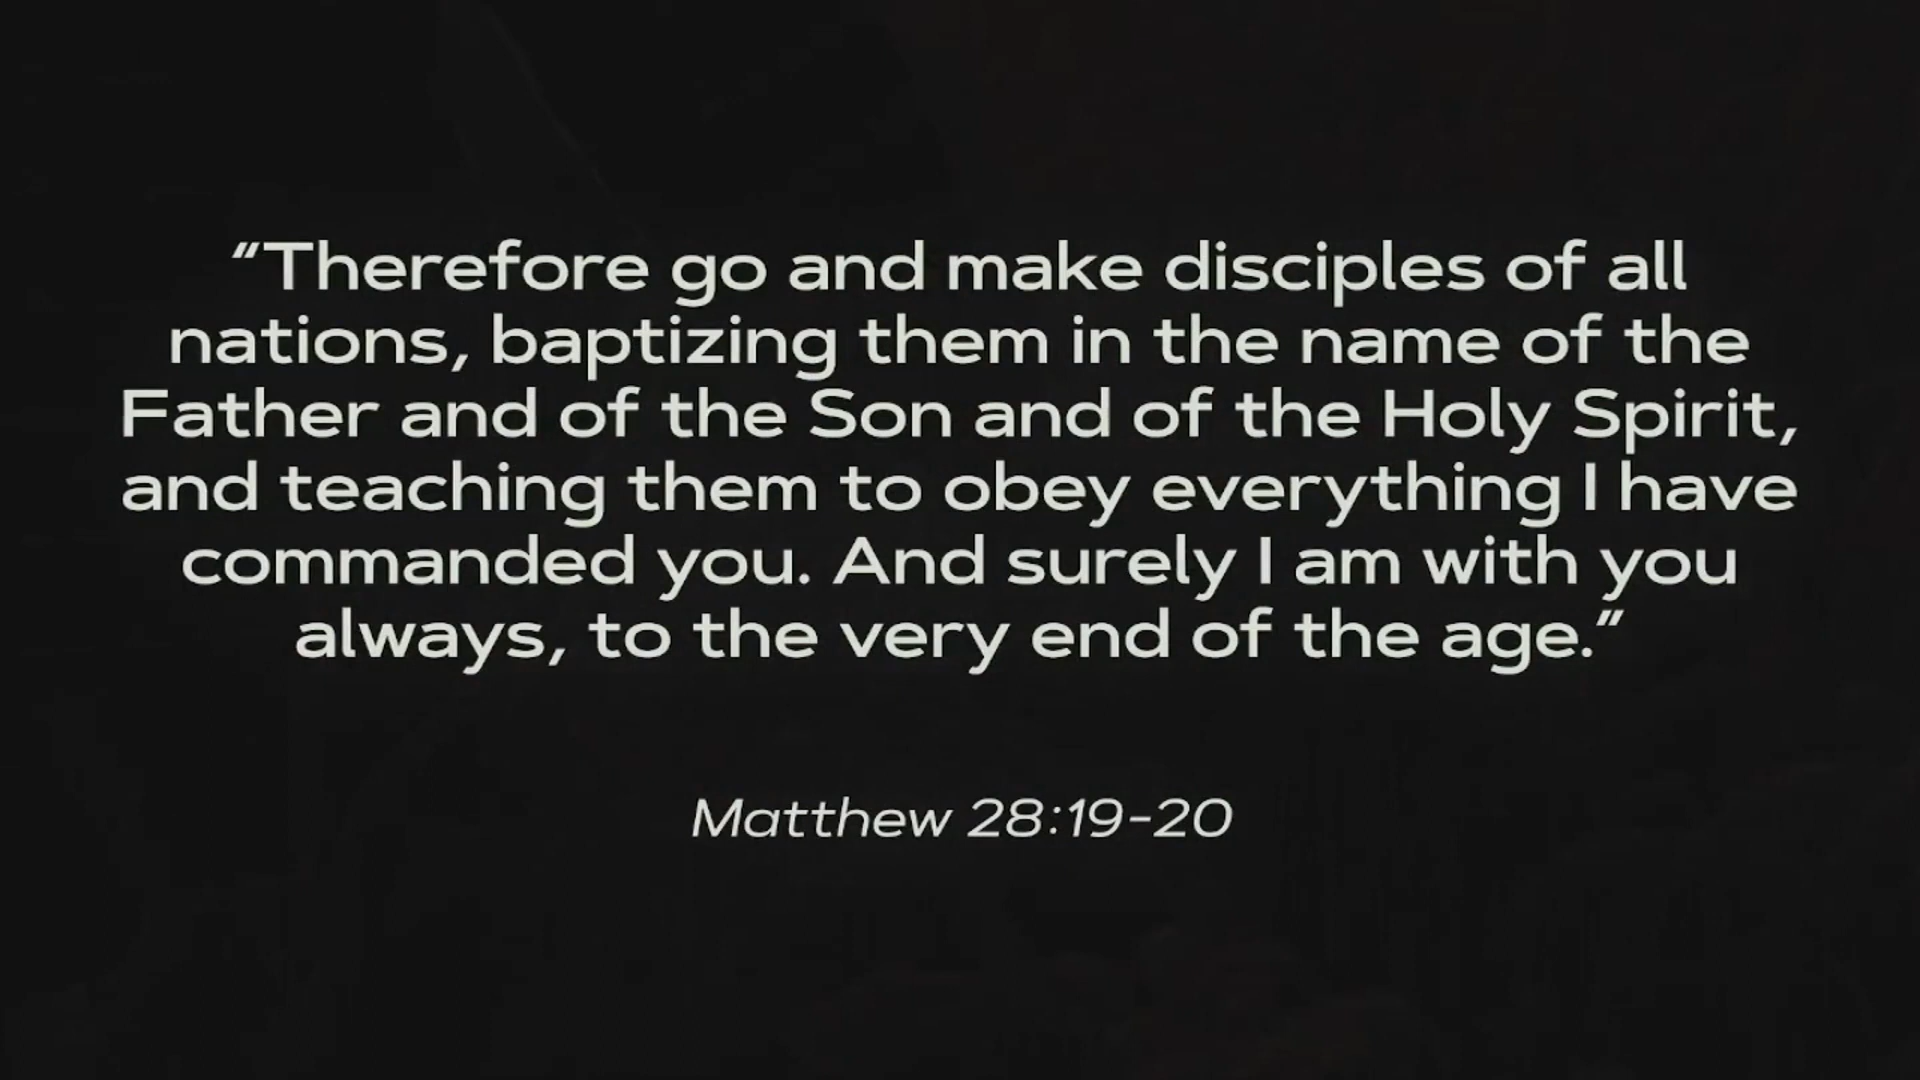 “Therefore go and make disciples of all
nations, baptizing them in the name of the
Father and of the Son and of the Holy Spirit,
and teaching them to obey everything I have
commanded you. And surely I am with you
always, to the very end of the age.”
Matthew 28:19-20